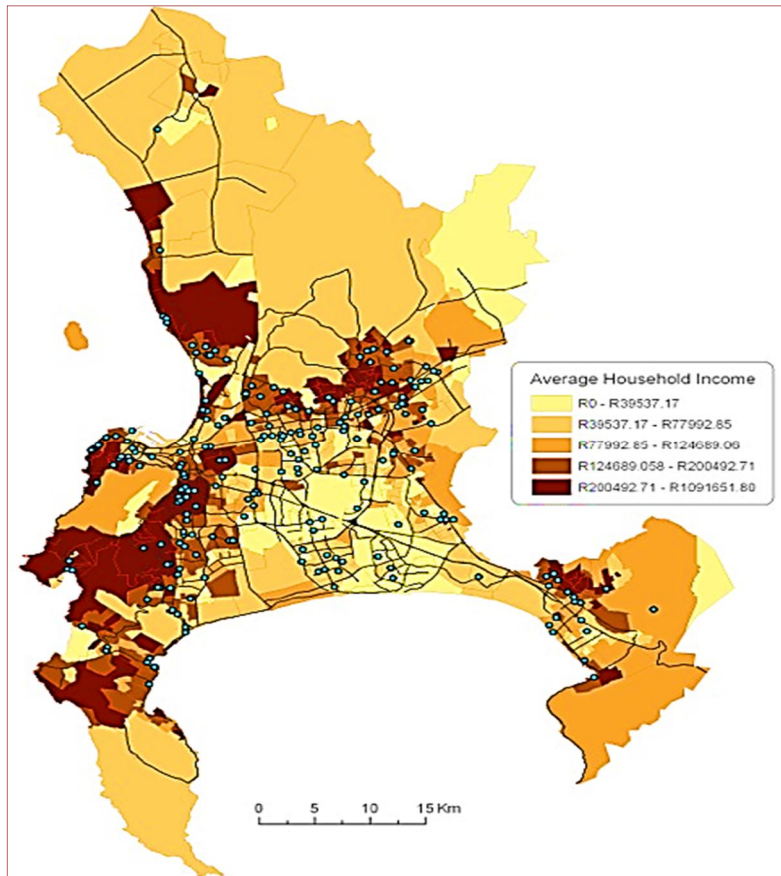 Average Household Income
R0 - R39537.17
R39537.17 - R77992.85
R77992.85 - R124689.06
R124689.058 - R200492.71
R200492.71 - R1091651.80
0 5 10 15 Km